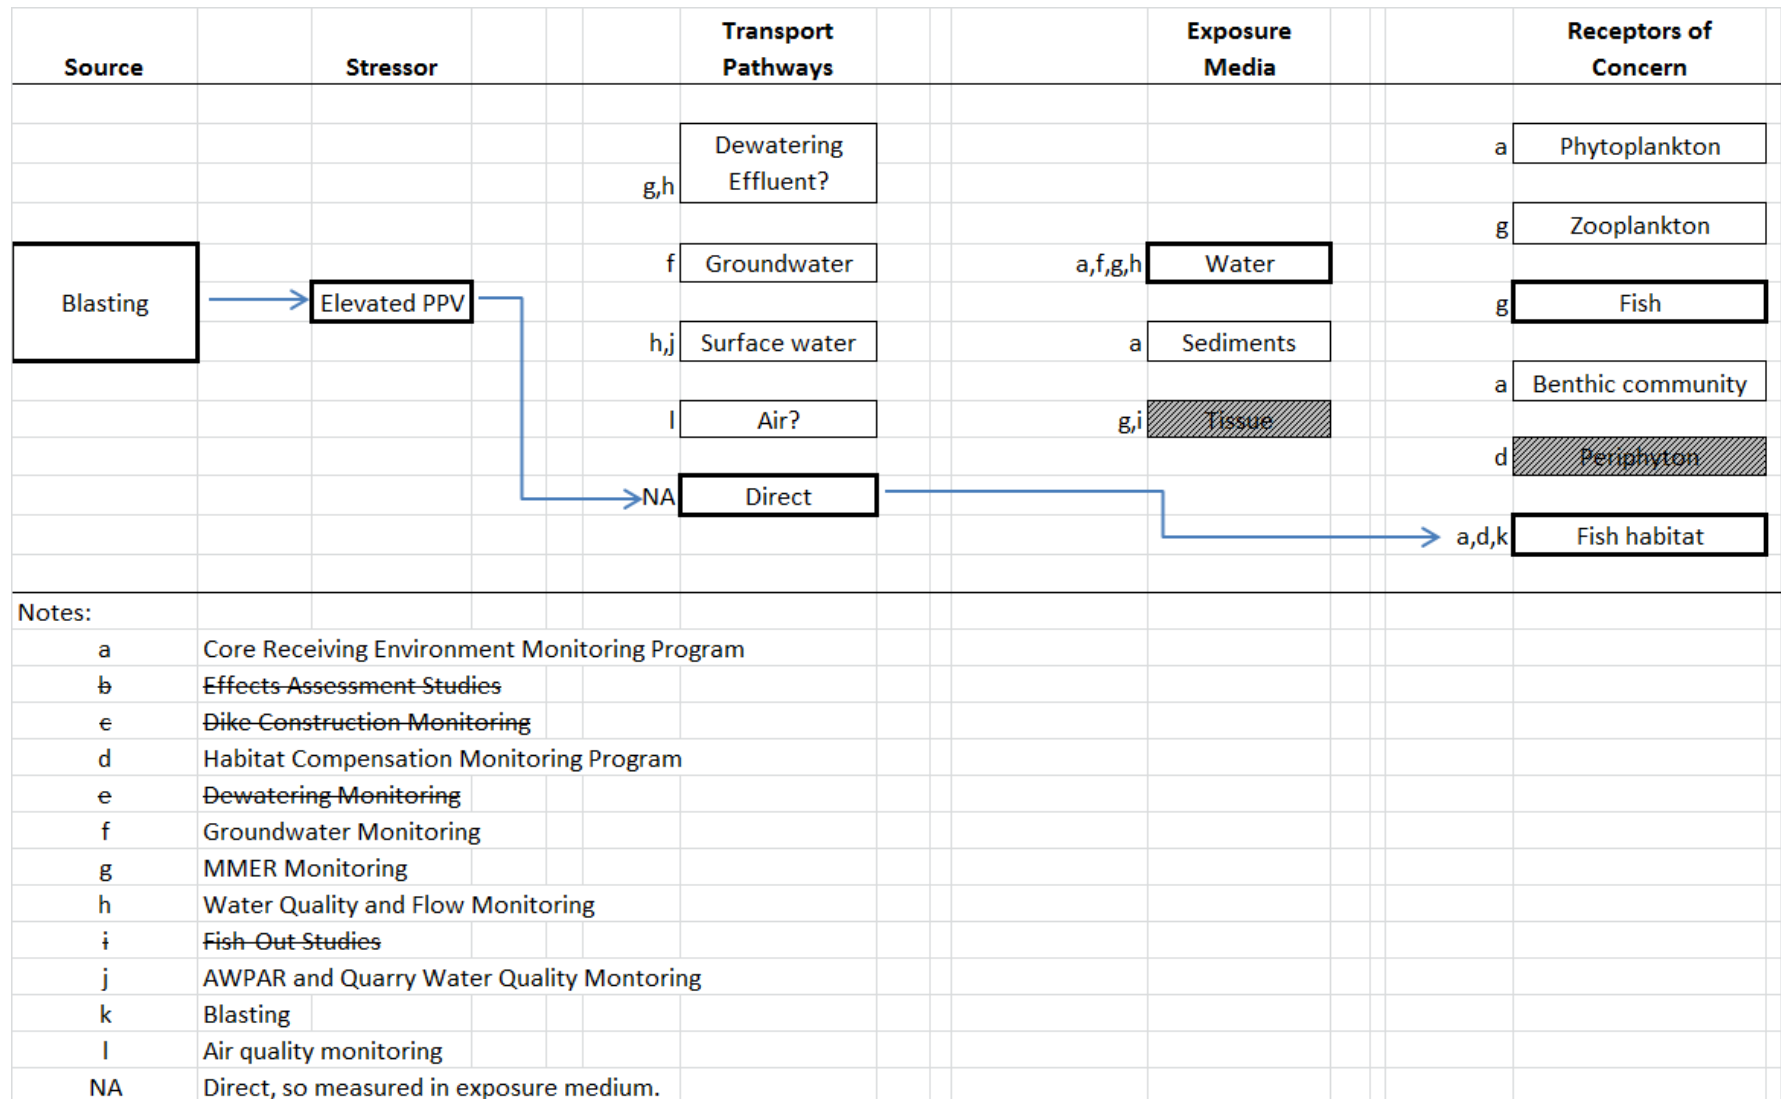 Transport Exposure Receptors of
Source Stressor Pathways Media Concern
Dewatering
a Phytoplankton
g,h Effluent?
g Zooplankton
f Groundwater a,f,g,h Water
Blasting Elevated PPV g Fish
h,j Surface water a Sediments
a Benthic community
l Air? g,i Tissue
d Periphyton
NA Direct
a,d,k Fish habitat
Notes:
a Core Receiving Environment Monitoring Program
b Effects Assessment Studies
c Dike Construction Monitoring
d Habitat Compensation Monitoring Program
e Dewatering Monitoring
f Groundwater Monitoring
g MMER Monitoring
h Water Quality and Flow Monitoring
i Fish-Out Studies
j AWPAR and Quarry Water Quality Montoring
k Blasting
l Air quality monitoring
NA Direct, so measured in exposure medium.